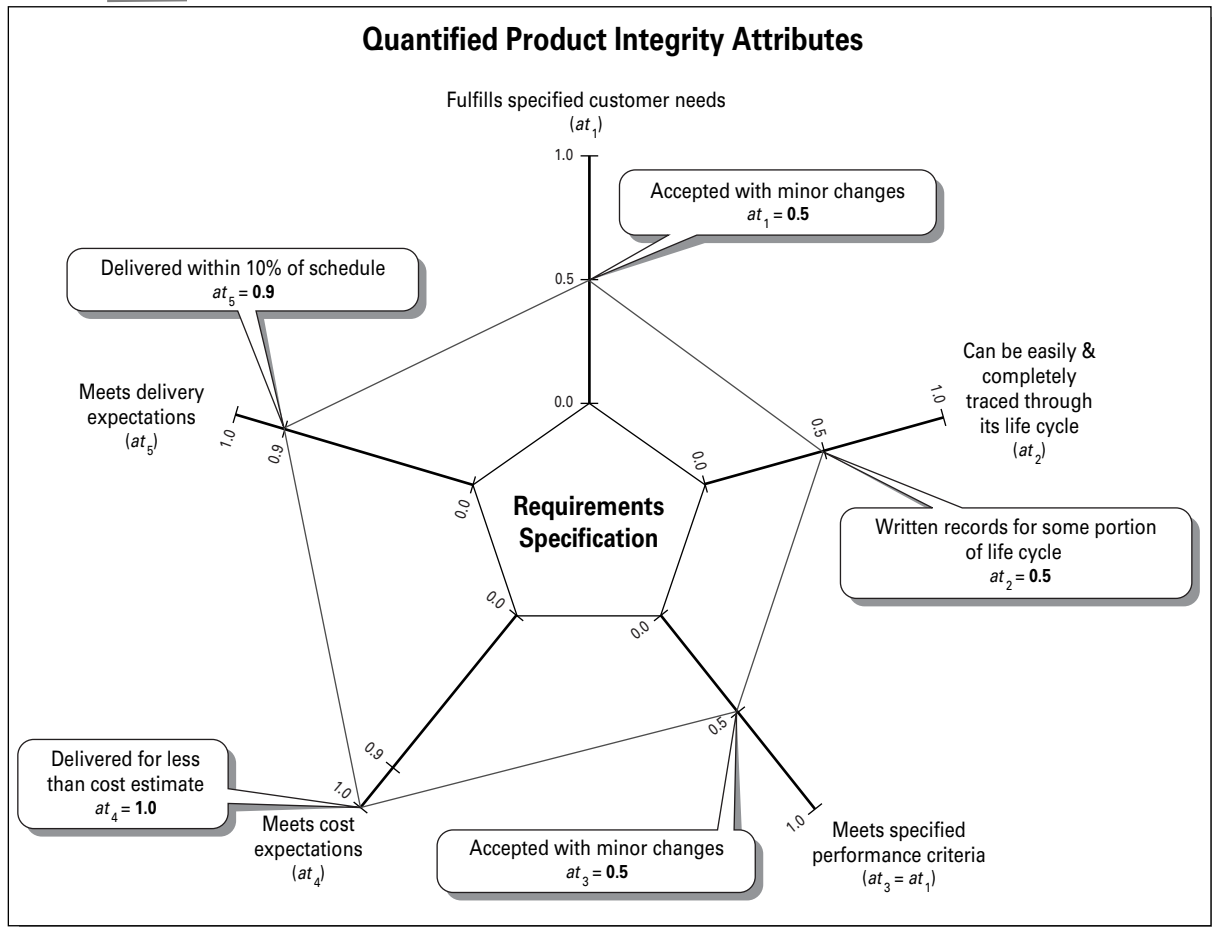 Quantified Product Integrity Attributes
Fulfills specified customer needs
(at1)
1.0
Accepted with minor changes
at1 = 0.5
0.5
0.0
Delivered within 10% of schedule
at5 = 0.9
Meets delivery
expectations
(at5)
1.0
0.9
0.0
Can be easily &
completely
traced through
its life cycle
(at2)
1.0
0.5
0.0
Requirements
Specification
Written records for some portion
of life cycle
at2 = 0.5
0.0
0.9
1.0
Delivered for less
than cost estimate
at4 = 1.0
Meets cost
expectations
(at4)
0.0
0.5
1.0
Accepted with minor changes
at3 = 0.5
Meets specified
performance criteria
(at3 = at1)